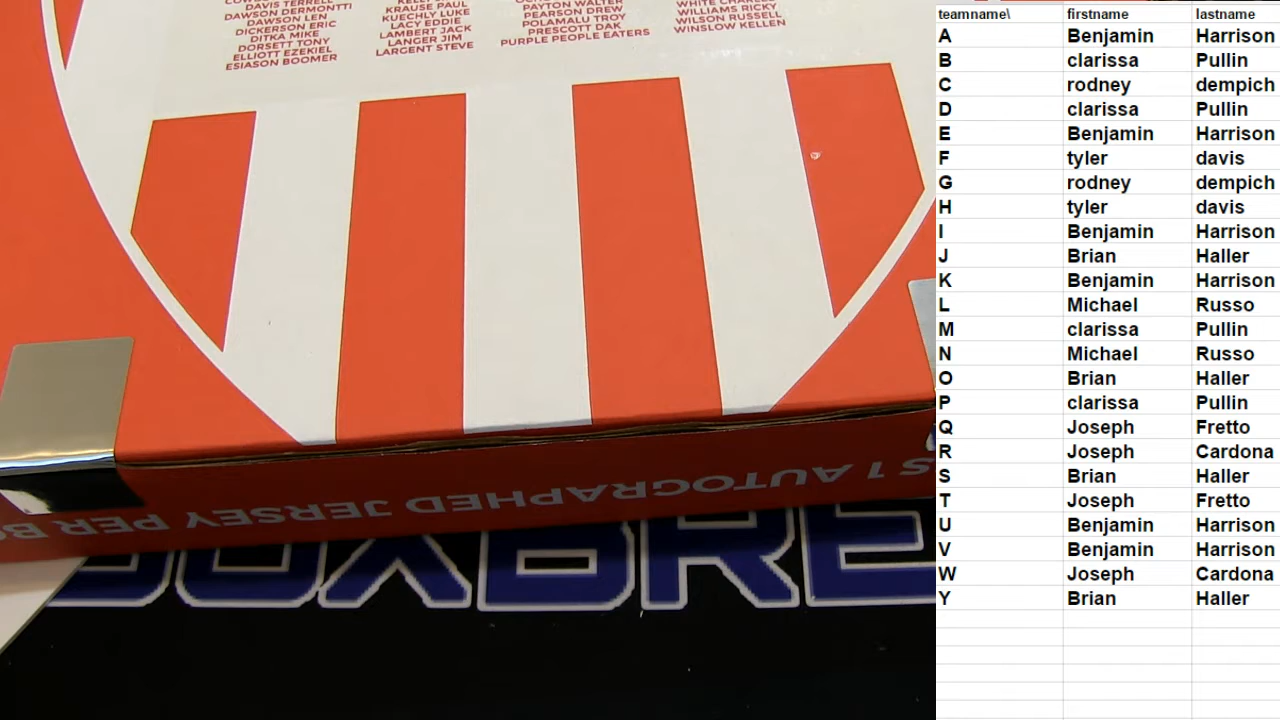 DAVIS TERRELL
DAWSON DERMONTTI
DAWSON LEN
DICKERSON ERIC
DITKA MIKE
DORSETT TONY
ELLIOTT EZEKIEL
ESIASON BOOMER
KRAUSE PAUL
KUECHLY LUKE
LACY EDDIE
LAMBERT JACK
LANGER JIM
LARGENT STEVE
PAYTON WALTER
PEARSON DREW
POLAMALU TROY
PRESCOTT DAK
PURPLE PEOPLE EATERS
WILLIAMS RICKY
WILSON RUSSELL
WINSLOW KELLEN
S 1 AUTOGRAPHED JERSEY PER B
BOXBRE
teamname\ firstname lastname
A Benjamin Harrison
B clarissa Pullin
C rodney dempich
D clarissa Pullin
E Benjamin Harrison
F tyler davis
G rodney dempich
H tyler davis
I Benjamin Harrison
J Brian Haller
K Benjamin Harrison
L Michael Russo
M clarissa Pullin
N Michael Russo
O Brian Haller
P clarissa Pullin
Q Joseph Fretto
R Joseph Cardona
S Brian Haller
T Joseph Fretto
U Benjamin Harrison
V Benjamin Harrison
W Joseph Cardona
Y Brian Haller